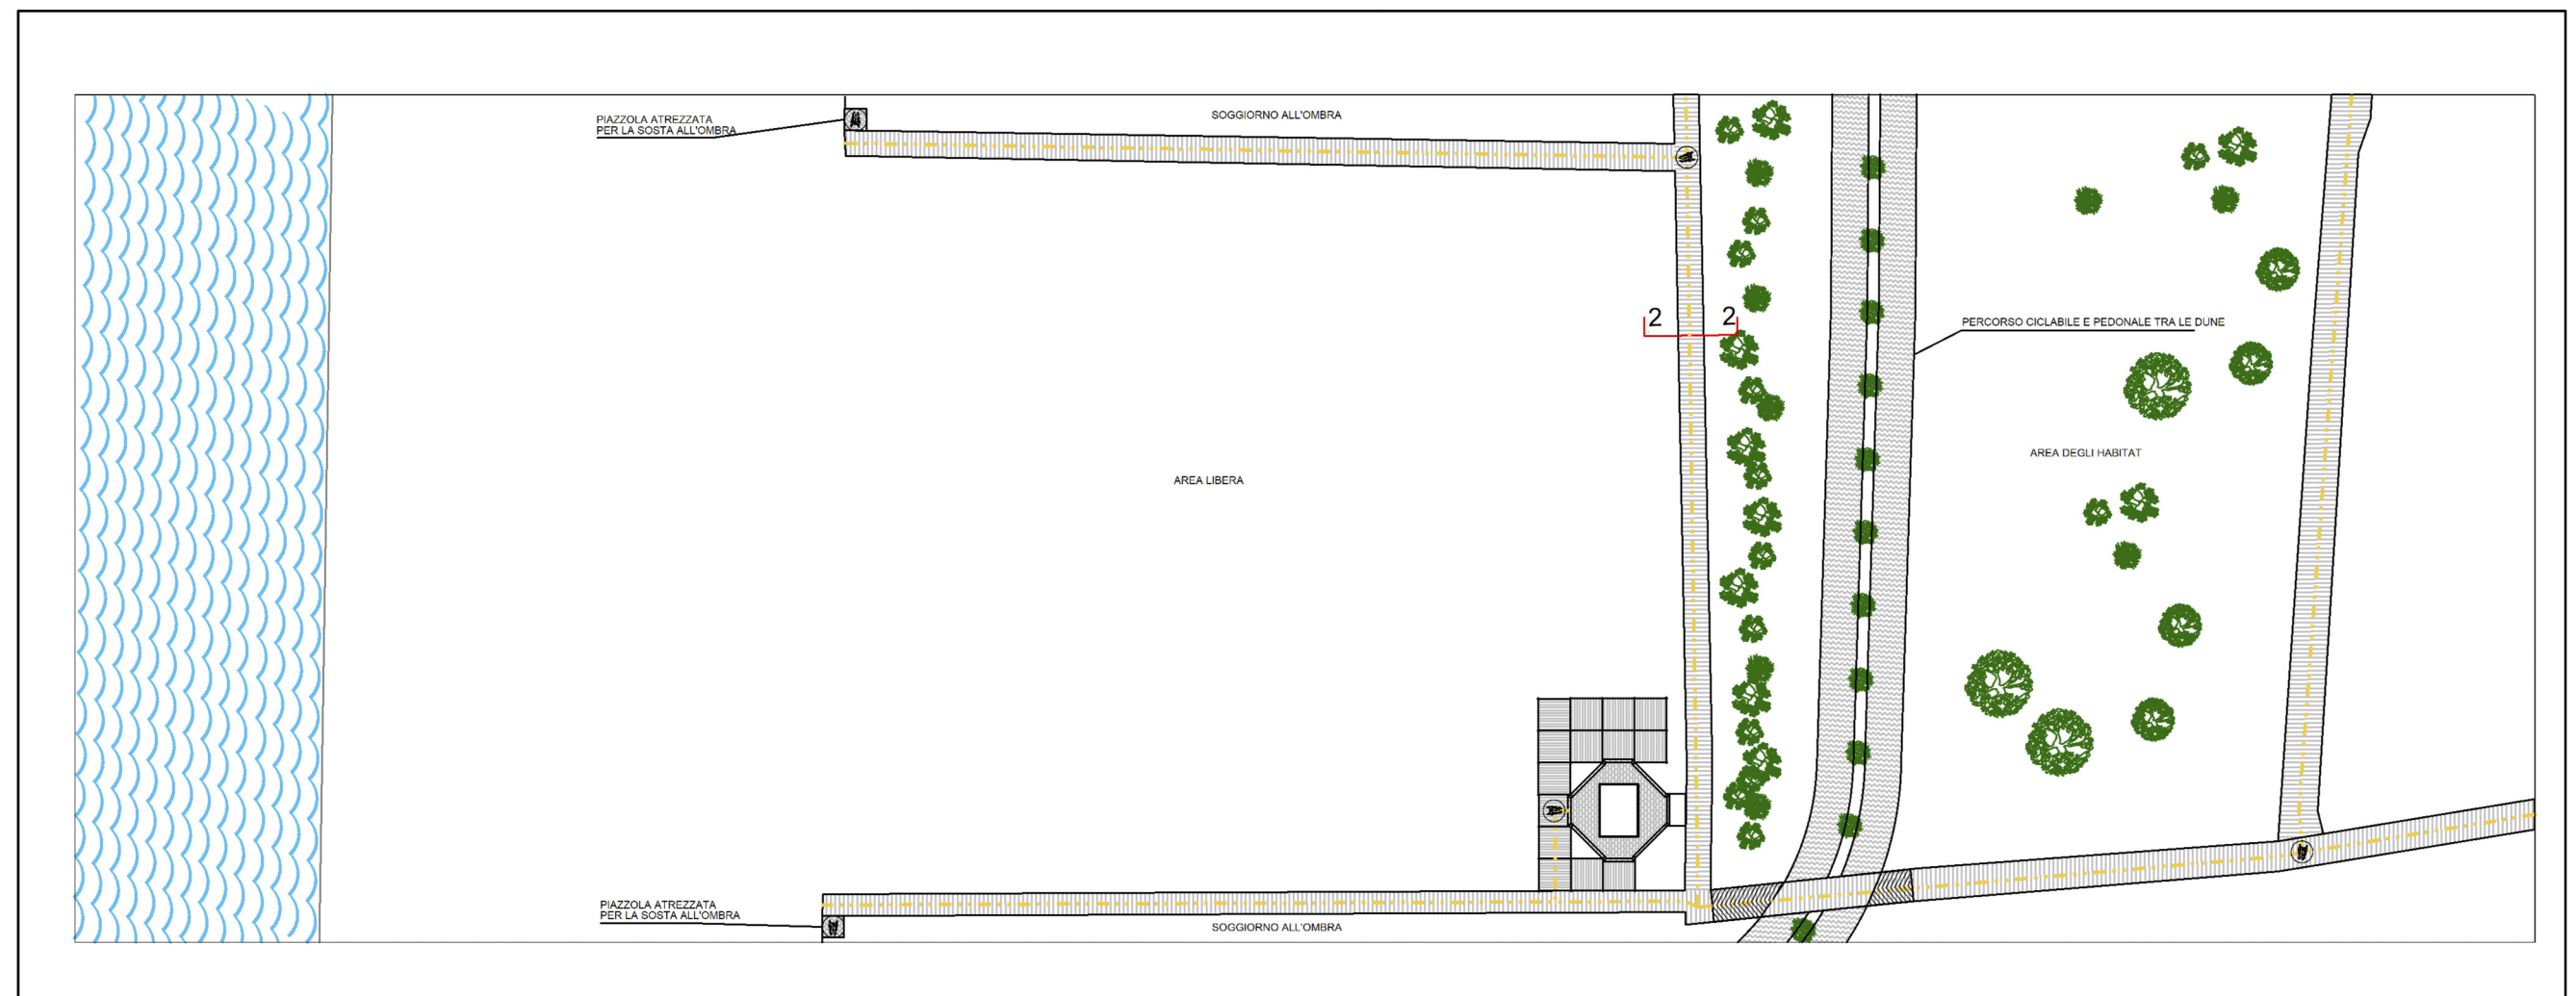 PIAZZOLA ATREZZATA
PER LA SOSTA ALL'OMBRA
SOGGIORNO ALL'OMBRA
2 2
PERCORSO CICLABILE E PEDONALE TRA LE DUNE
AREA DEGLI HABITAT
AREA LIBERA
PIAZZOLA ATREZZATA
PER LA SOSTA ALL'OMBRA
SOGGIORNO ALL'OMBRA